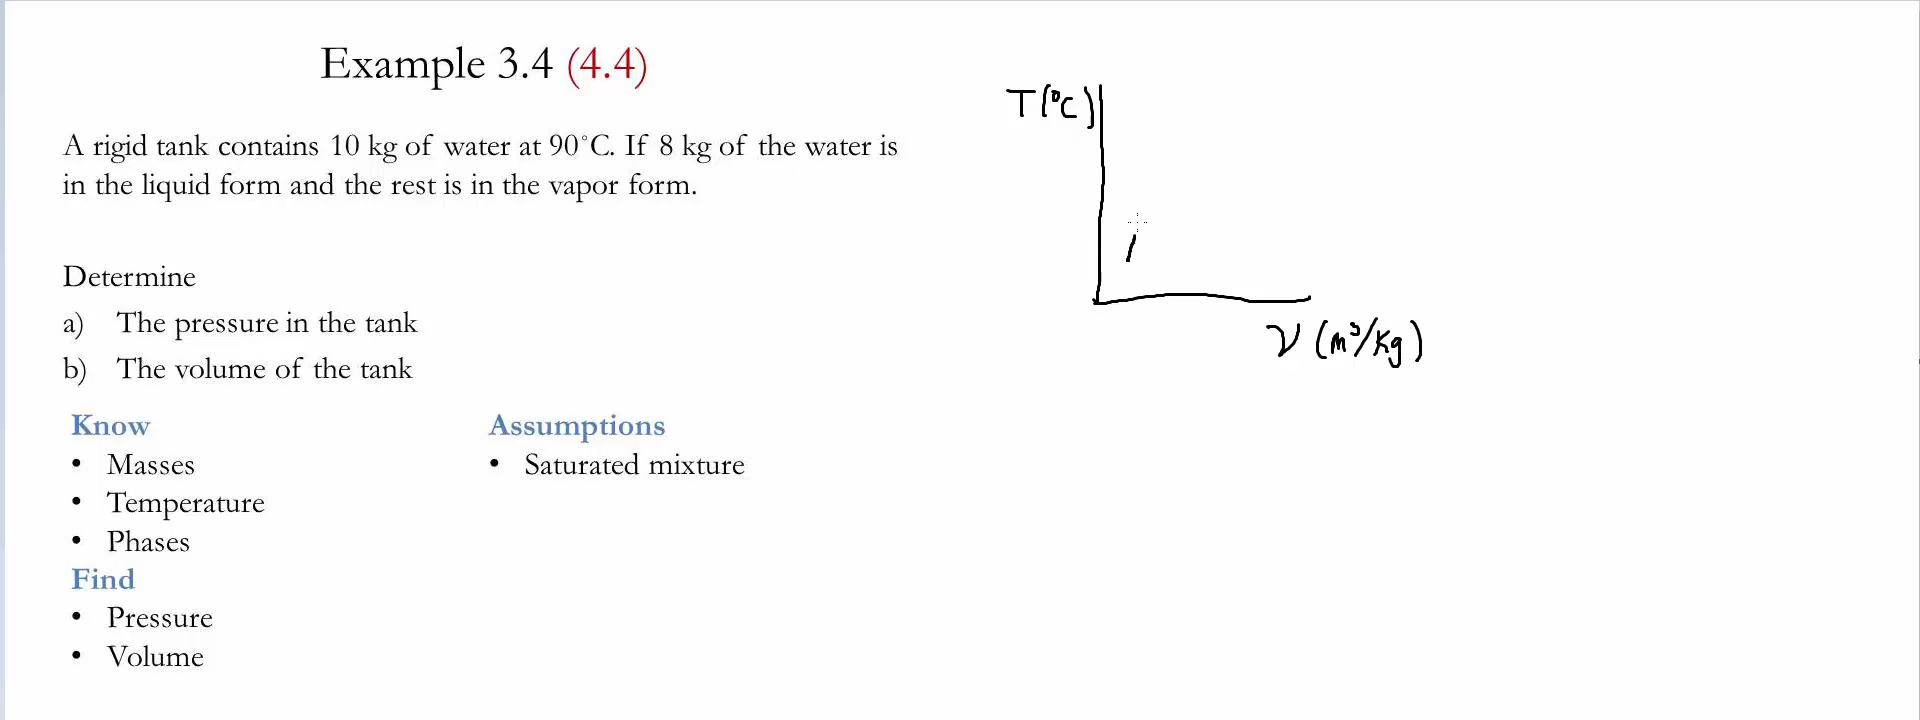 Example 3.4 (4.4)
A rigid tank contains 10 kg of water at 90°C. If 8 kg of the water is
in the liquid form and the rest is in the vapor form.
Determine
a) The pressure in the tank
b) The volume of the tank
Know
• Masses
• Temperature
• Phases
Find
• Pressure
• Volume
Assumptions
• Saturated mixture
T(°C)
ν (m³/kg)